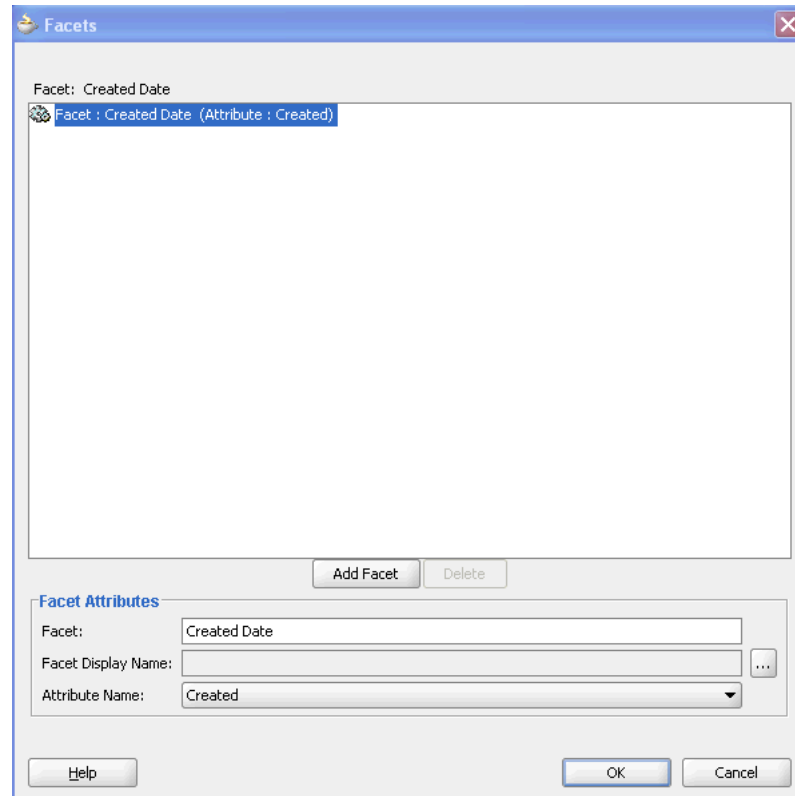 Facets
Facet: Created Date
Facet : Created Date (Attribute : Created)
Add Facet Delete
Facet Attributes
Facet: Created Date
Facet Display Name: ...
Attribute Name: Created
Help OK Cancel